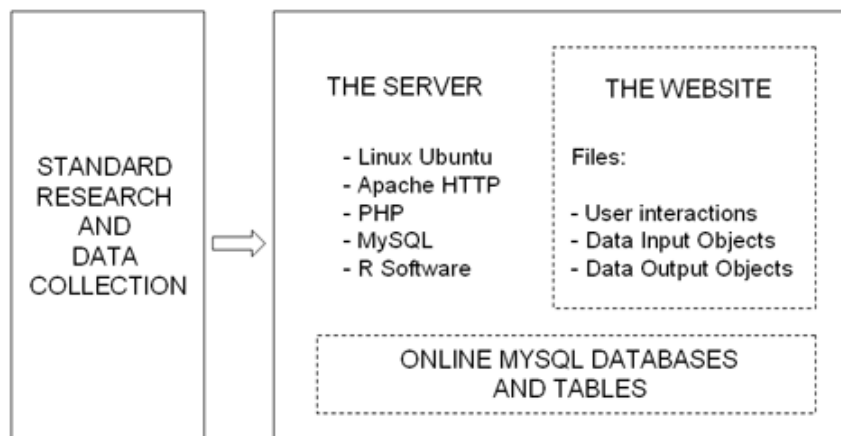 STANDARD
RESEARCH
AND
DATA
COLLECTION
THE SERVER
- Linux Ubuntu
- Apache HTTP
- PHP
- MySQL
- R Software
THE WEBSITE
Files:
- User interactions
- Data Input Objects
- Data Output Objects
ONLINE MYSQL DATABASES
AND TABLES